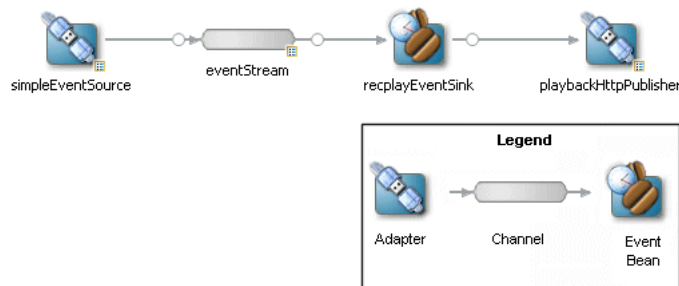 simpleEventSource
eventStream
recplayEventSink
playbackHttpPublisher
Legend
Adapter
Channel
Event
Bean